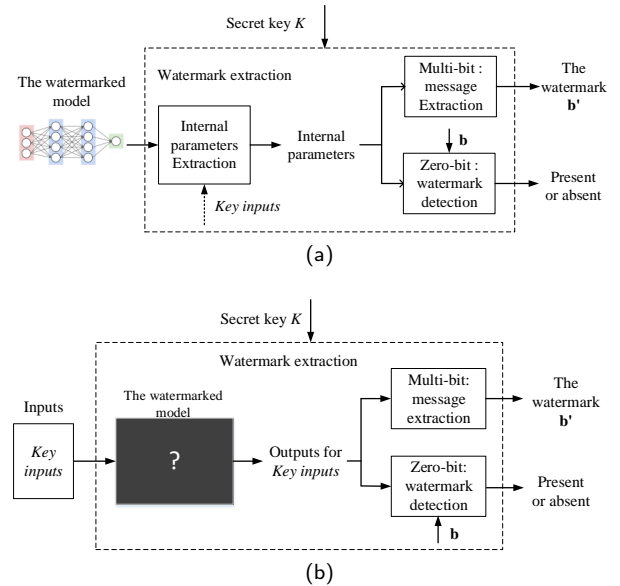 Secret key K
The watermarked
model
Watermark extraction
Internal
parameters
Extraction
Key inputs
Internal
parameters
Multi-bit :
message
Extraction
b
Zero-bit :
watermark
detection
The
watermark
b'
Present
or absent
(a)
Secret key K
Watermark extraction
Inputs
Key
inputs
The watermarked
model
?
Outputs for
Key inputs
Multi-bit:
message
extraction
Zero-bit:
watermark
detection
b
The
watermark
b'
Present
or absent
(b)